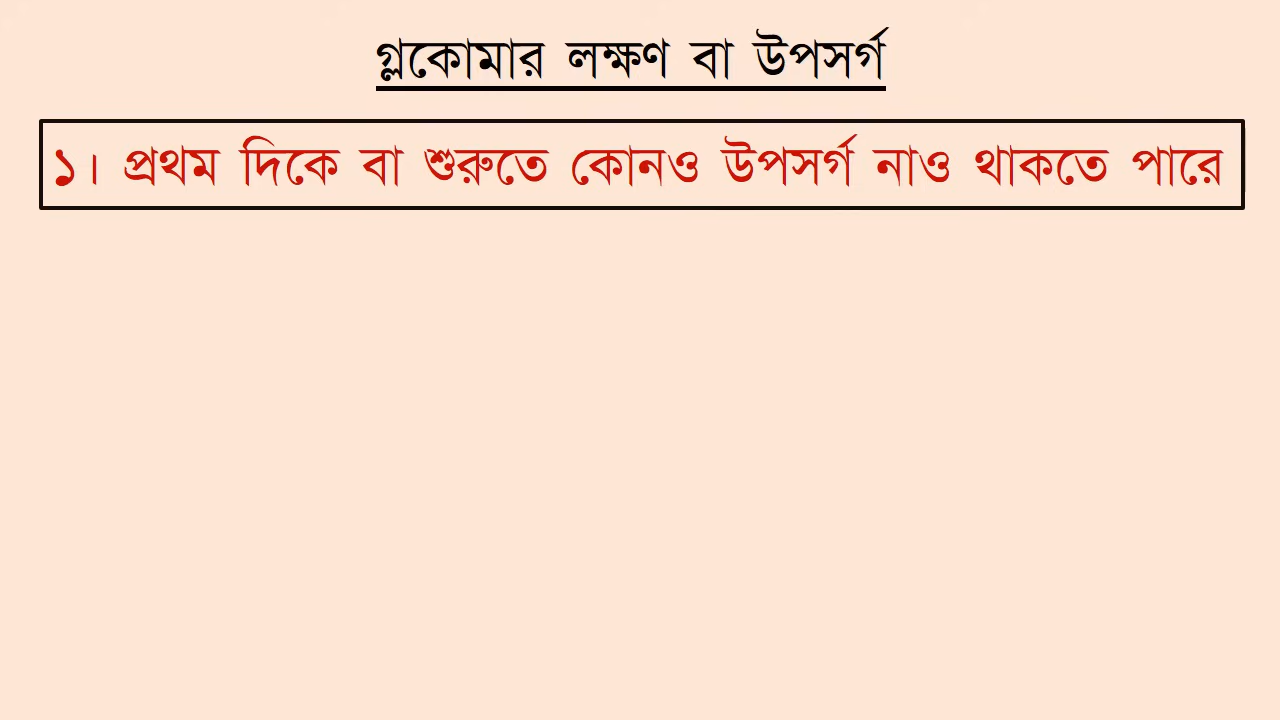 গ্লকোমার লক্ষণ বা উপসর্গ
১। প্রথম দিকে বা শুরুতে কোনও উপসর্গ নাও থাকতে পারে